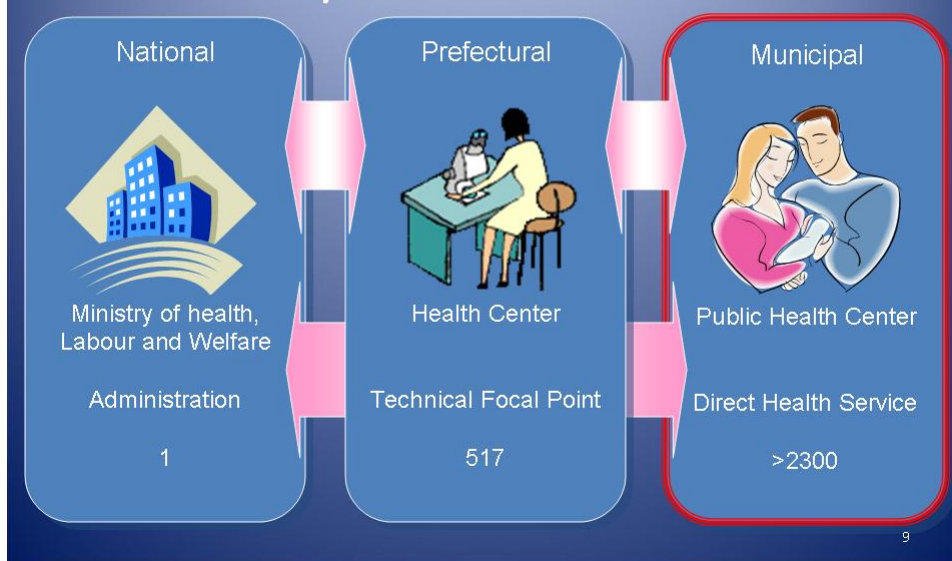 National
Ministry of health,
Labour and Welfare
Administration
1
Prefectural
Health Center
Technical Focal Point
517
Municipal
Public Health Center
Direct Health Service
>2300
9